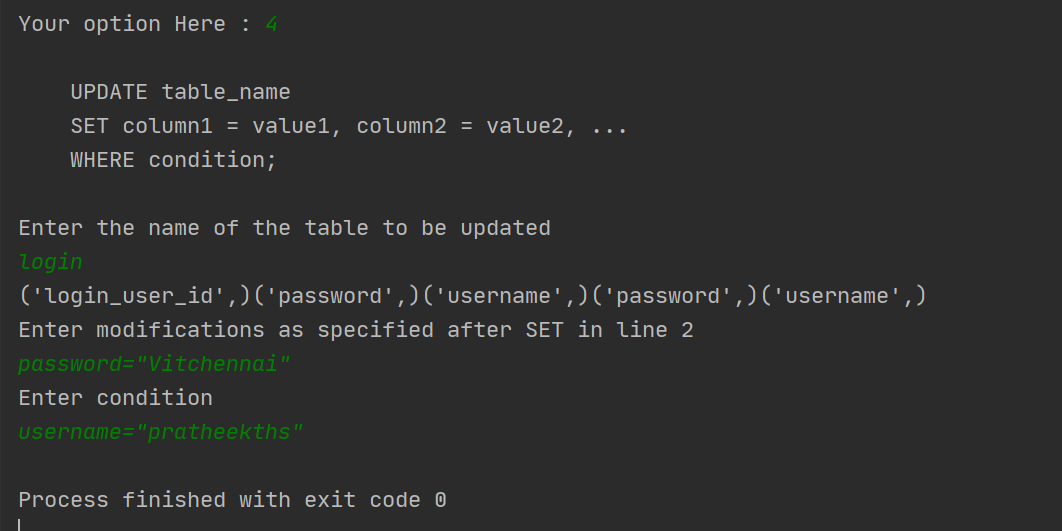 Your option Here : 4
UPDATE table_name
SET column1 = value1, column2 = value2, ...
WHERE condition;
Enter the name of the table to be updated
login
('login_user_id',)('password',)('username',)('password',)('username',)
Enter modifications as specified after SET in line 2
password="Vitchennai"
Enter condition
username="pratheekths"
Process finished with exit code 0